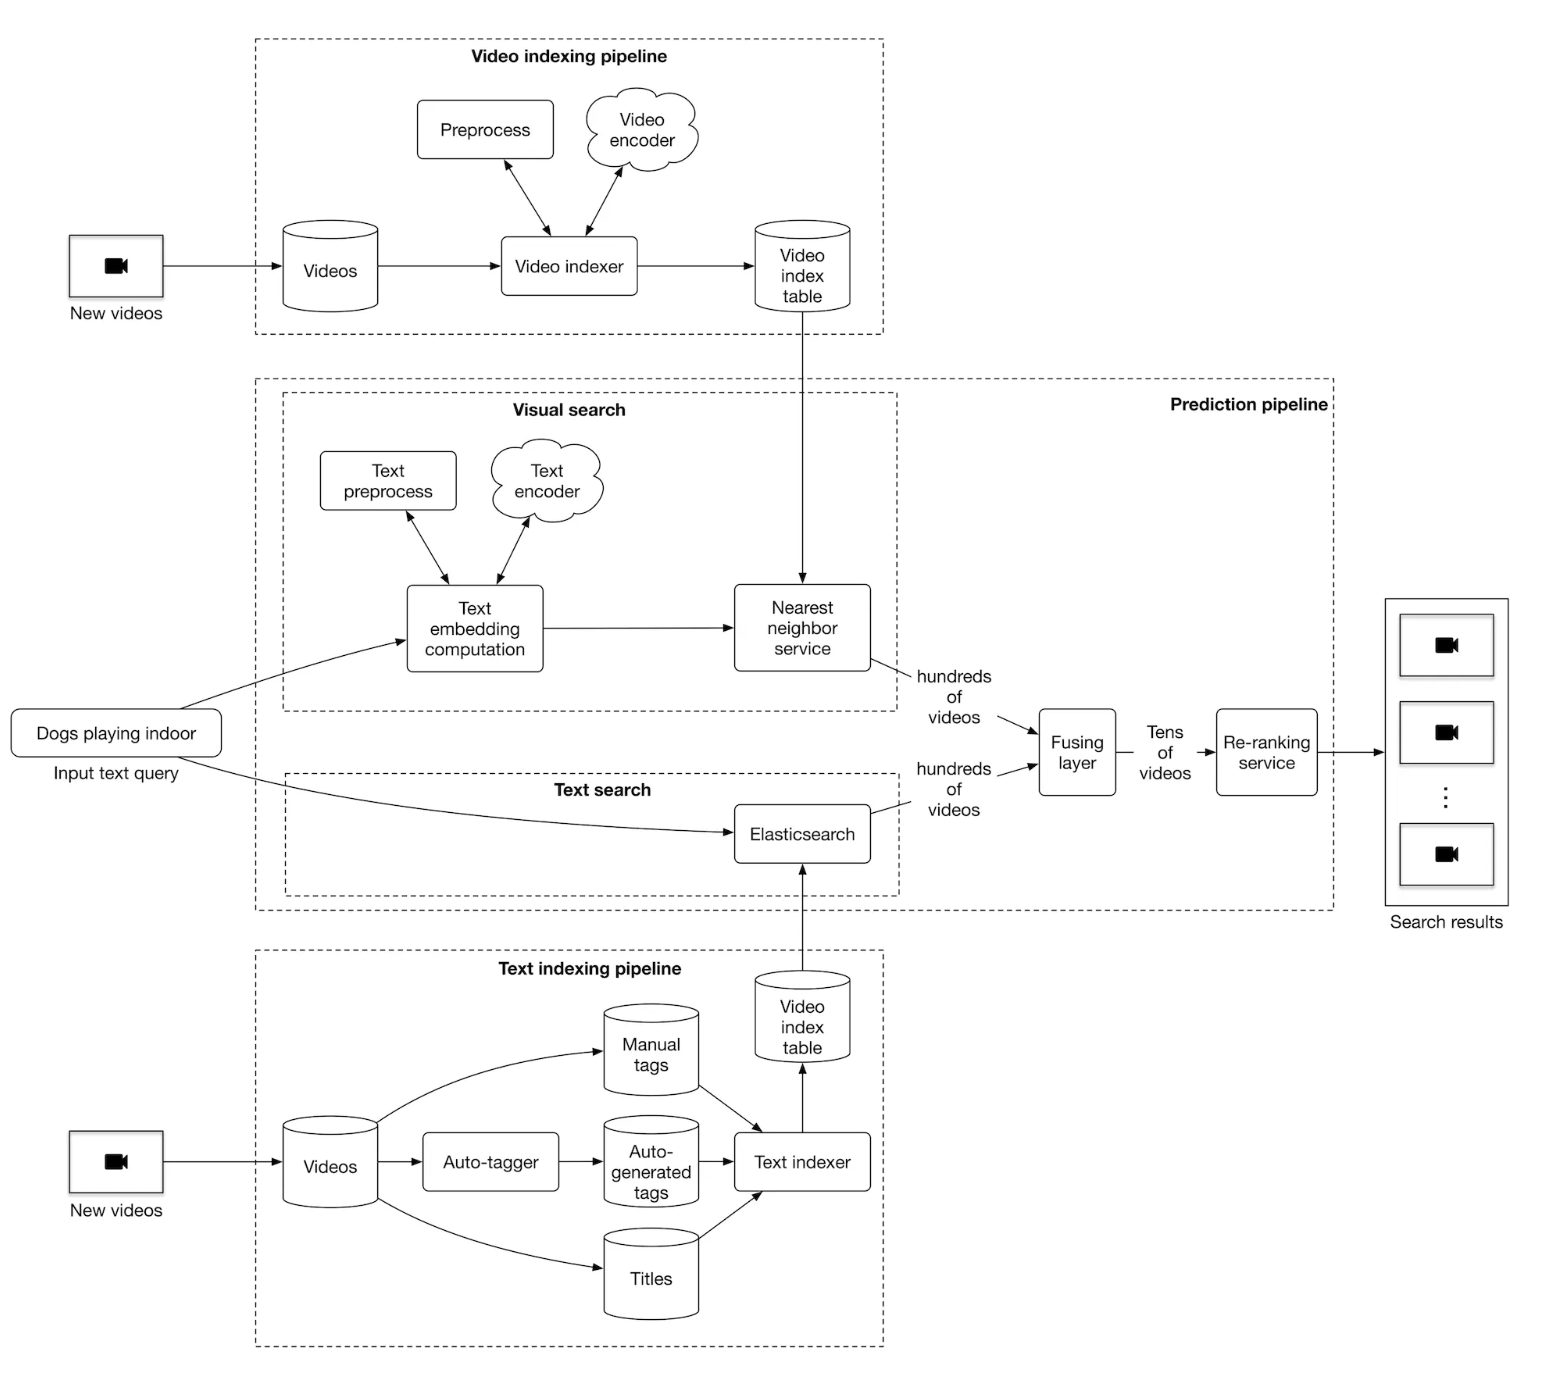 Video indexing pipeline
Preprocess
Video
encoder
Videos
Video indexer
Video
index
table
New videos
Prediction pipeline
Visual search
Text
preprocess
Text
encoder
Text
embedding
computation
Nearest
neighbor
service
hundreds
of
videos
Dogs playing indoor
Input text query
Fusing
layer
Tens
of
videos
Re-ranking
service
hundreds
of
videos
Text search
Elasticsearch
Search results
Text indexing pipeline
Video
index
table
Manual
tags
Videos
Auto-tagger
Auto-
generated
tags
Text indexer
New videos
Titles